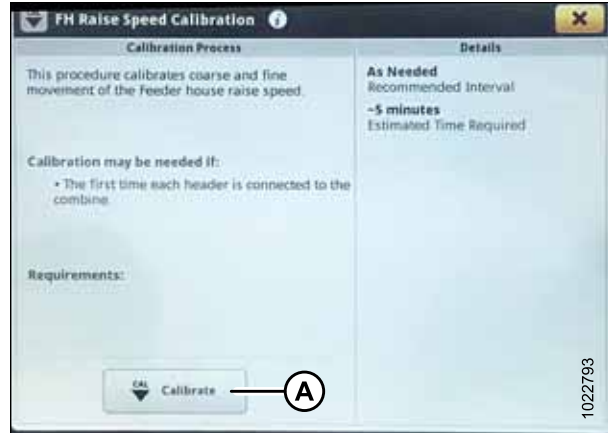 FH Raise Speed Calibration i
Calibration Process
This procedure calibrates coarse and fine
movement of the Feeder house raise speed.
Calibration may be needed if:
• The first time each header is connected to the
combine.
Requirements:
CAL
Calibrate
A
Details
As Needed
Recommended Interval
~5 minutes
Estimated Time Required
1022793